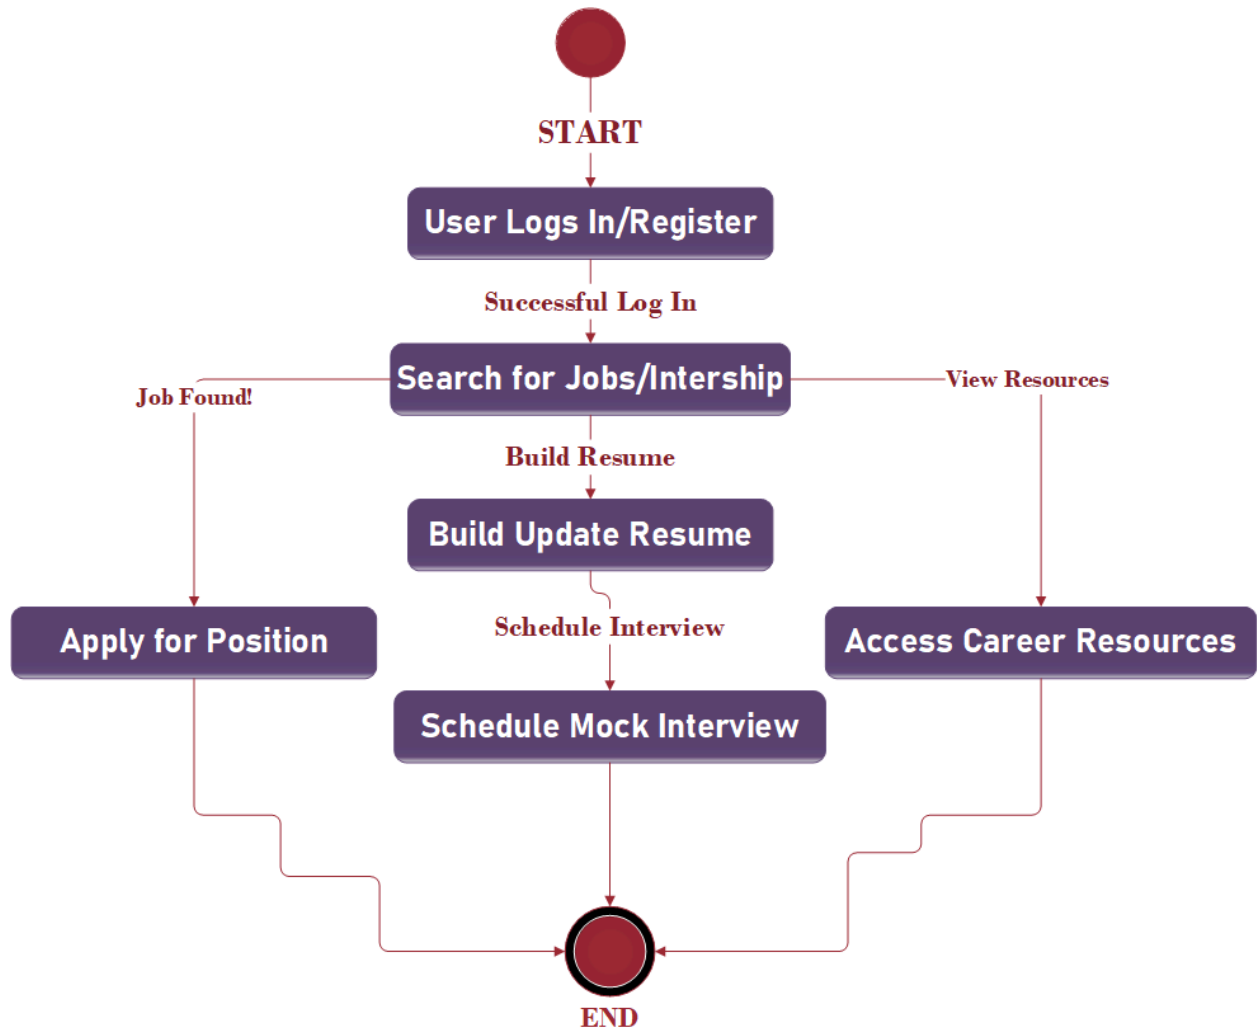 START
User Logs In/Register
Successful Log In
Search for Jobs/Intership
Job Found!
View Resources
Build Resume
Build Update Resume
Schedule Interview
Apply for Position
Access Career Resources
Schedule Mock Interview
END